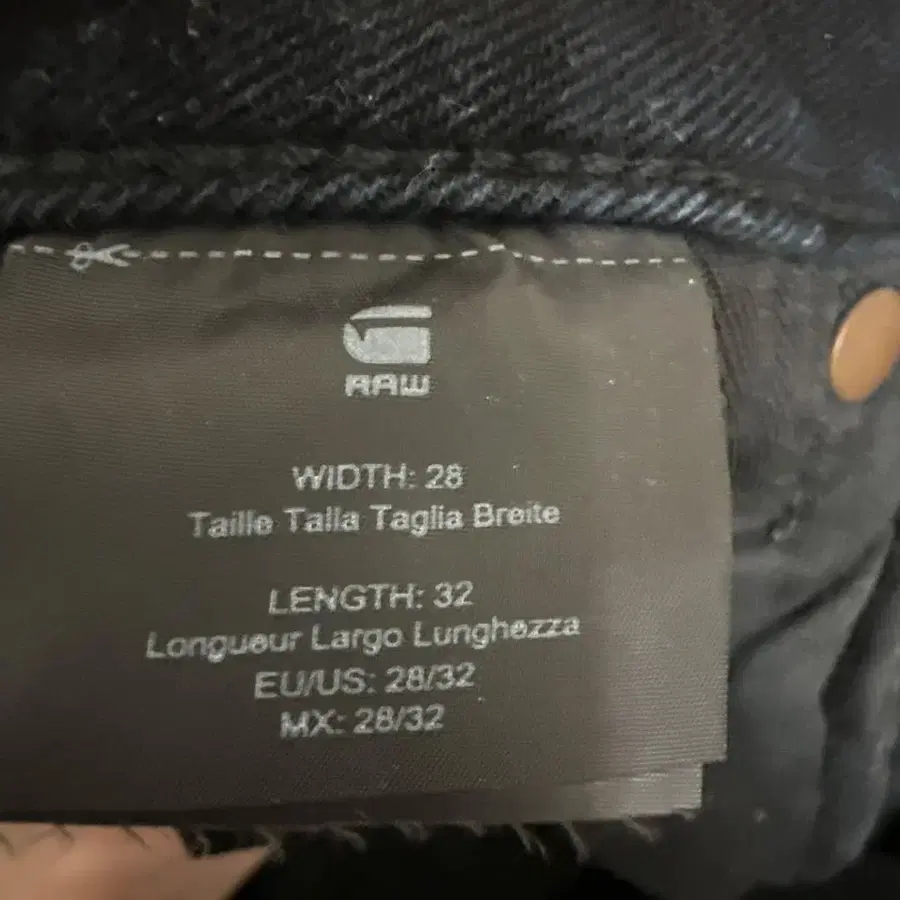 RAW
WIDTH: 28
Taille Talla Taglia Breite
LENGTH: 32
Longueur Largo Lunghezza
EU/US: 28/32
MX: 28/32